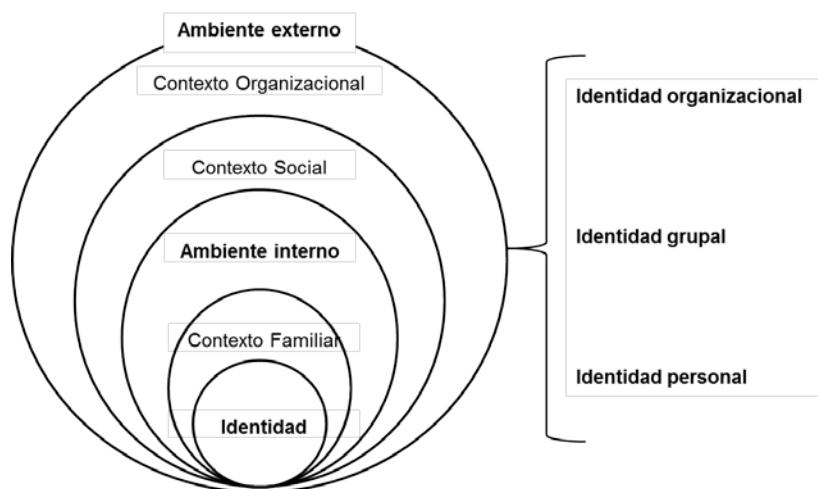 Ambiente externo
Contexto Organizacional
Contexto Social
Ambiente interno
Contexto Familiar
Identidad
Identidad organizacional
Identidad grupal
Identidad personal